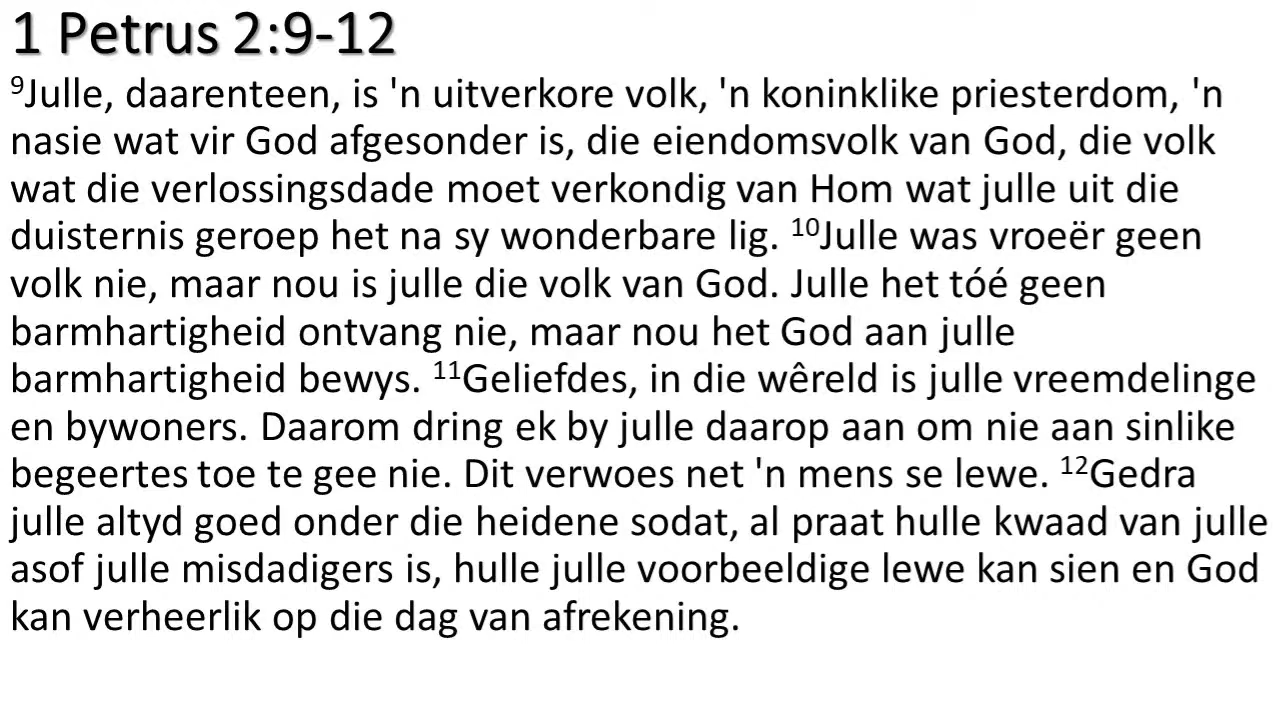 1 Petrus 2:9-12
⁹Julle, daarenteen, is 'n uitverkore volk, 'n koninklike priesterdom, 'n
nasie wat vir God afgesonder is, die eiendomsvolk van God, die volk
wat die verlossingsdade moet verkondig van Hom wat julle uit die
duisternis geroep het na sy wonderbare lig. ¹⁰Julle was vroeër geen
volk nie, maar nou is julle die volk van God. Julle het tóé geen
barmhartigheid ontvang nie, maar nou het God aan julle
barmhartigheid bewys. ¹¹Geliefdes, in die wêreld is julle vreemdelinge
en bywoners. Daarom dring ek by julle daarop aan om nie aan sinlike
begeertes toe te gee nie. Dit verwoes net 'n mens se lewe. ¹²Gedra
julle altyd goed onder die heidene sodat, al praat hulle kwaad van julle
asof julle misdadigers is, hulle julle voorbeeldige lewe kan sien en God
kan verheerlik op die dag van afrekening.